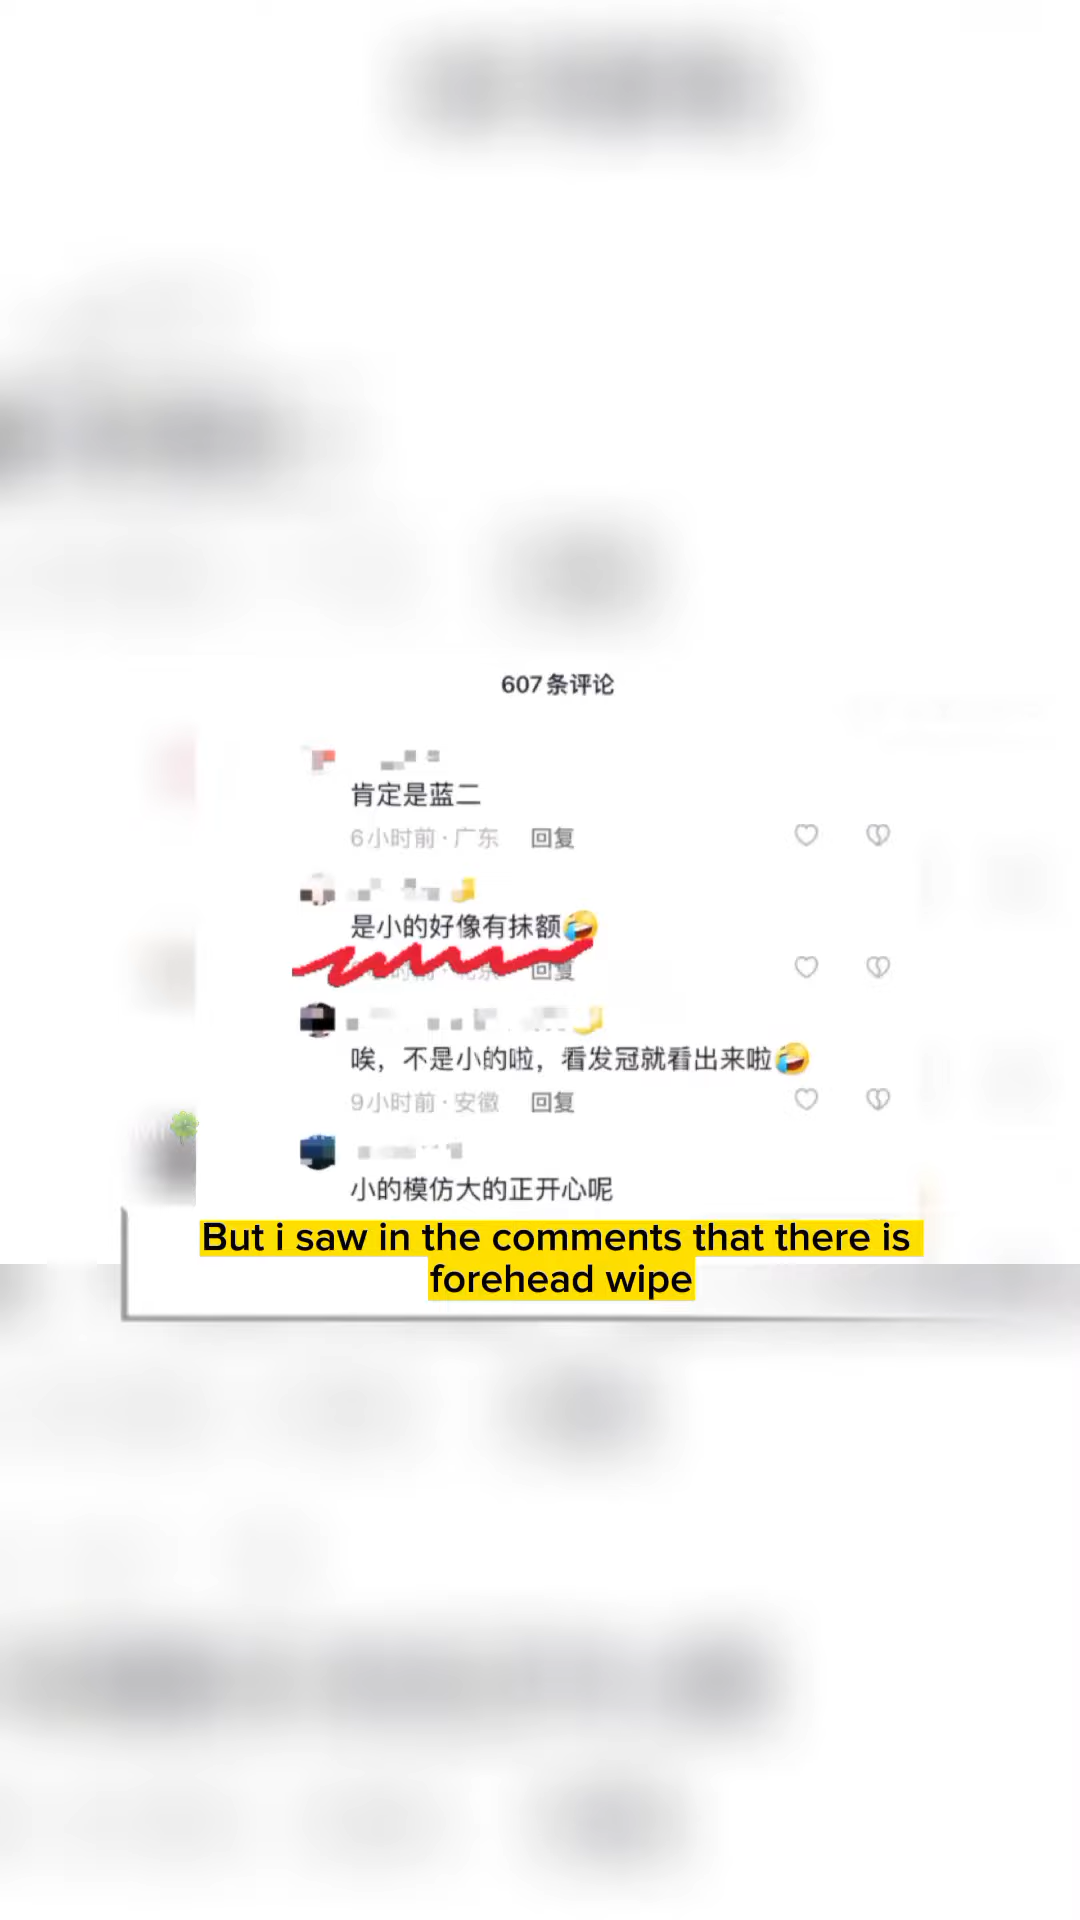 607条评论
肯定是蓝二
6小时前·广东 回复
是小的好像有抹额🤣
回复
唉，不是小的啦，看发冠就看出来啦🤣
9小时前·安徽 回复
小的模仿大的正开心呢
But i saw in the comments that there is
forehead wipe